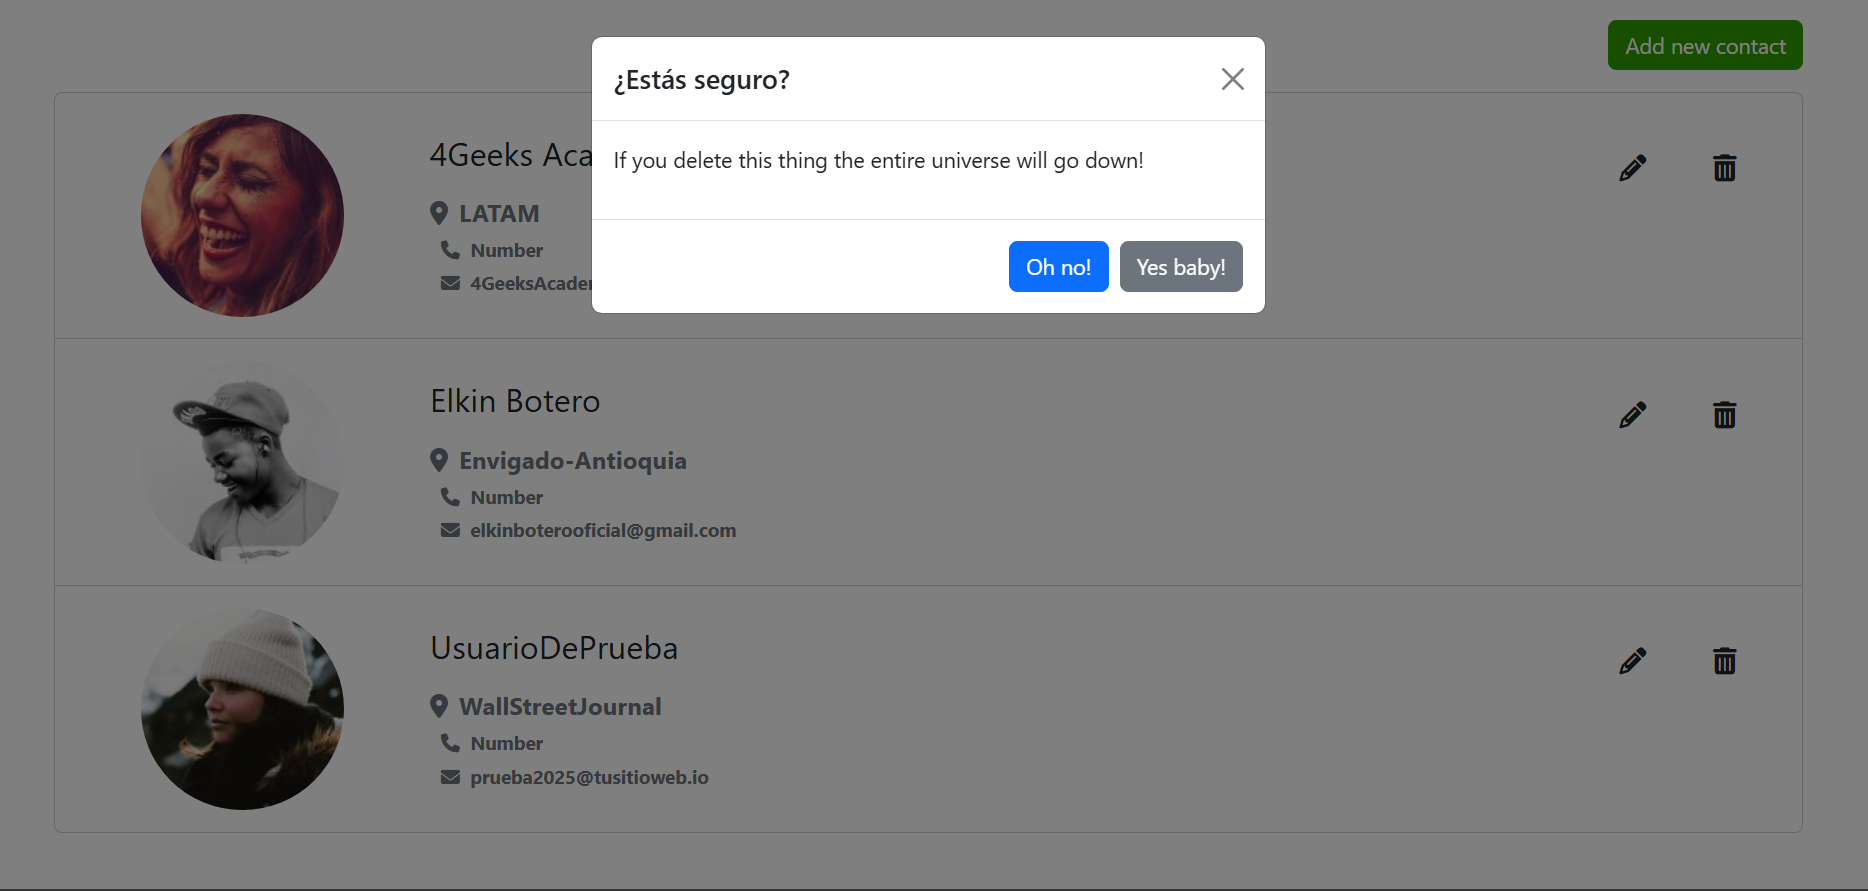 Add new contact
¿Estás seguro?
If you delete this thing the entire universe will go down!
Oh no! Yes baby!
4Geeks Aca
LATAM
Number
4GeeksAcade
Elkin Botero
Envigado-Antioquia
Number
elkinboterooficial@gmail.com
UsuarioDePrueba
WallStreetJournal
Number
prueba2025@tusitioweb.io